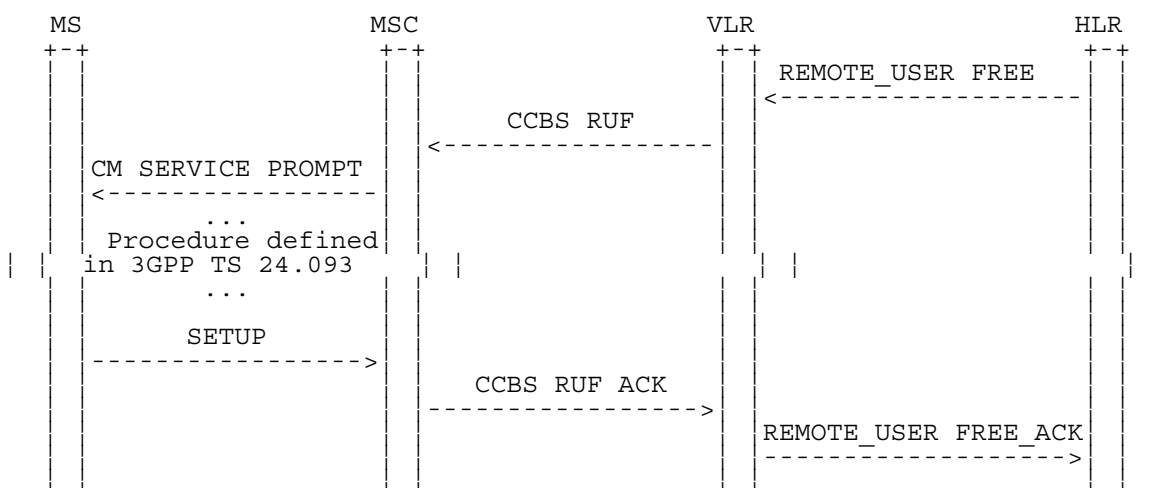 MS MSC VLR HLR
REMOTE_USER FREE
CCBS RUF
CM SERVICE PROMPT
...
Procedure defined
in 3GPP TS 24.093
...
SETUP
CCBS RUF ACK
REMOTE_USER FREE_ACK